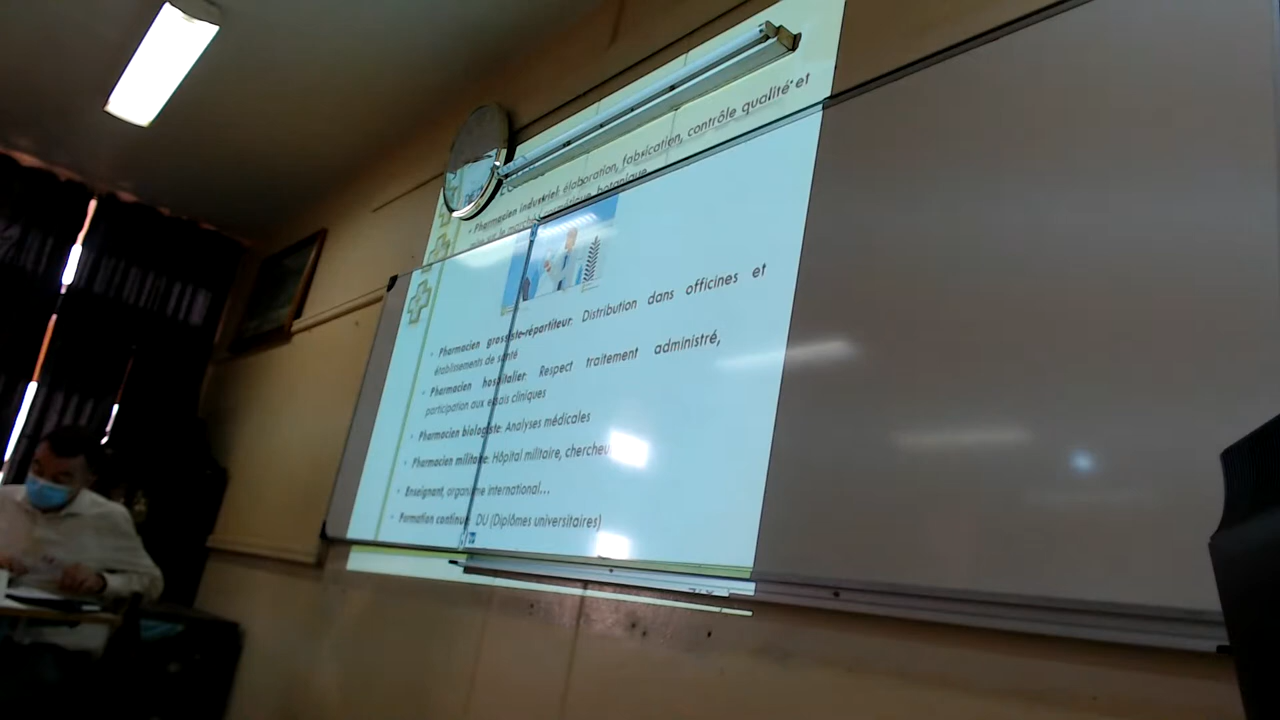 Pharmacien industriel: élaboration, fabrication, contrôle qualité et
botanique
Pharmacien grossiste-répartiteur: Distribution dans officines et
établissements de santé
Pharmacien hospitalier: Respect traitement administré,
participation aux essais cliniques
Pharmacien biologiste: Analyses médicales
Pharmacien militaire: Hôpital militaire, chercheu
Enseignant, organisme international...
Formation continue: DU (Diplômes universitaires)